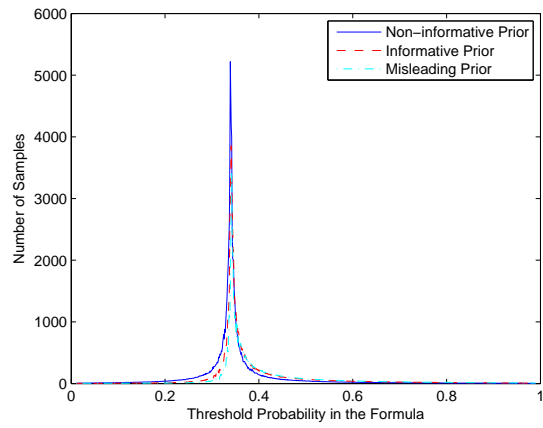 6000
5000
4000
3000
2000
1000
0
Number of Samples
Non-informative Prior
Informative Prior
Misleading Prior
0 0.2 0.4 0.6 0.8 1
Threshold Probability in the Formula